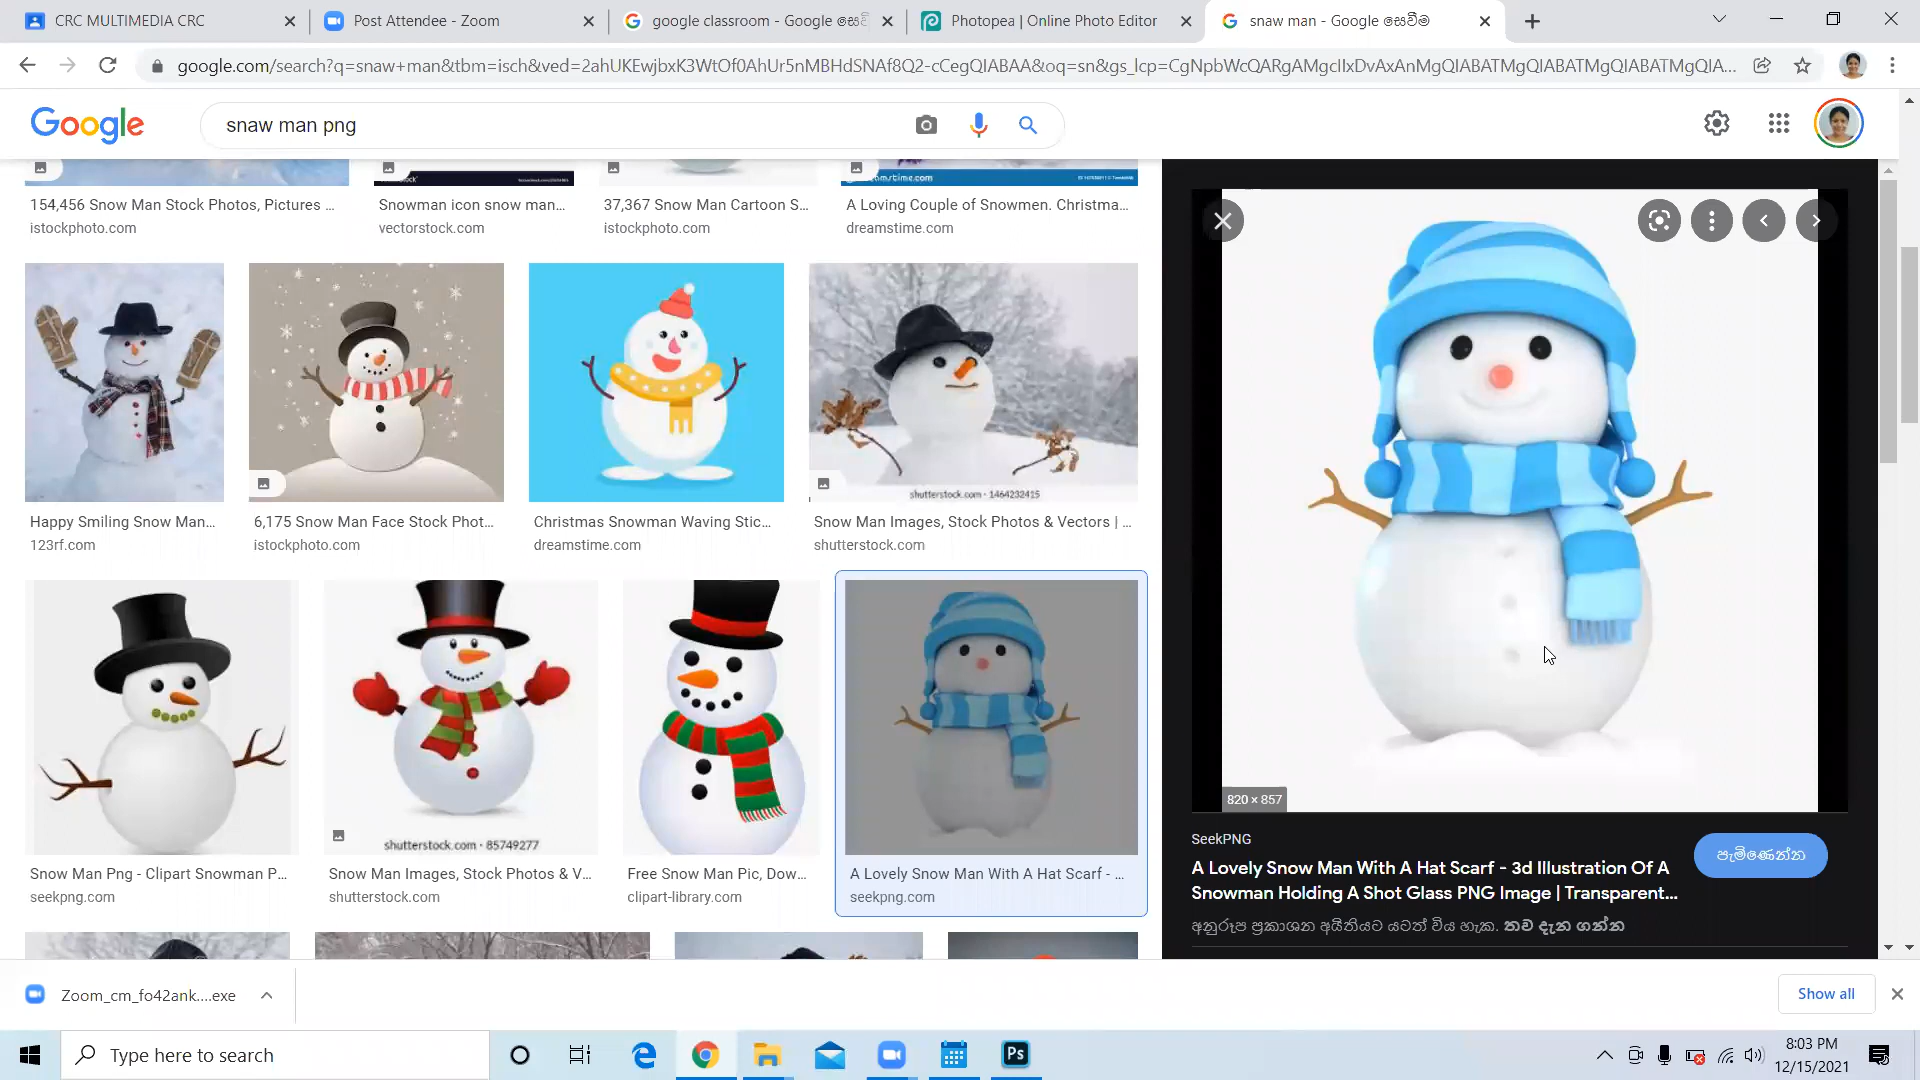 CRC MULTIMEDIA CRC
Post Attendee - Zoom
google classroom - Google සෙවී
Photopea | Online Photo Editor
snaw man - Google සෙවීම
google.com/search?q=snaw+man&tbm=isch&ved=2ahUKEwjbxK3WtOf0AhUr5nMBHdSNAf8Q2-cCegQIABAA&oq=sn&gs_lcp=CgNpbWcQARgAMgcIIxDvAxAnMgQIABATMgQIABATMgQIABATMgQIA...
Google
snaw man png
154,456 Snow Man Stock Photos, Pictures ...
istockphoto.com
Snowman icon snow man...
vectorstock.com
37,367 Snow Man Cartoon S...
istockphoto.com
dreamstime.com
A Loving Couple of Snowmen. Christma...
dreamstime.com
Happy Smiling Snow Man...
123rf.com
6,175 Snow Man Face Stock Phot...
istockphoto.com
Christmas Snowman Waving Stic...
dreamstime.com
shutterstock.com · 1464232415
Snow Man Images, Stock Photos & Vectors | ...
shutterstock.com
Snow Man Png - Clipart Snowman P...
seekpng.com
shutterstock.com · 85749277
Snow Man Images, Stock Photos & V...
shutterstock.com
Free Snow Man Pic, Dow...
clipart-library.com
A Lovely Snow Man With A Hat Scarf - ...
seekpng.com
820 × 857
SeekPNG
A Lovely Snow Man With A Hat Scarf - 3d Illustration Of A
Snowman Holding A Shot Glass PNG Image | Transparent...
පැමිණෙන්න
අනුරූප ප්‍රකාශන අයිතියට යටත් විය හැක. තව දැන ගන්න
Zoom_cm_fo42ank....exe
Show all
Type here to search
Ps
8:03 PM
12/15/2021